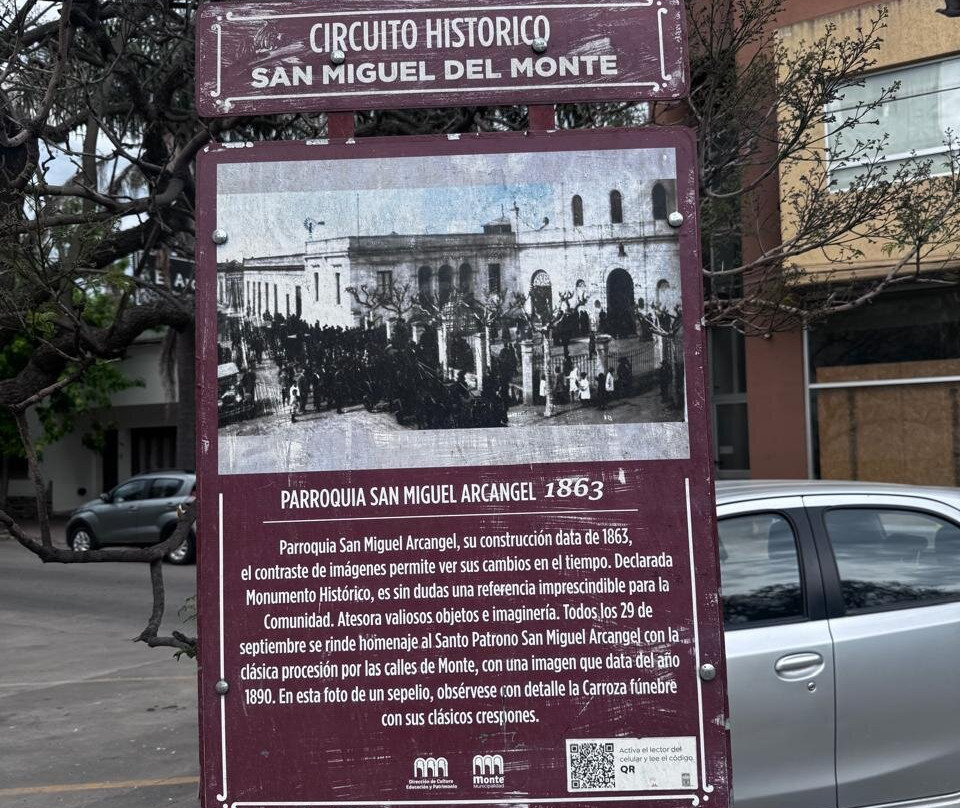 CIRCUITO HISTORICO
SAN MIGUEL DEL MONTE
PARROQUIA SAN MIGUEL ARCANGEL 1863
Parroquia San Miguel Arcangel, su construcción data de 1863,
el contraste de imágenes permite ver sus cambios en el tiempo. Declarada
Monumento Histórico, es sin dudas una referencia imprescindible para la
Comunidad. Atesora valiosos objetos e imaginería. Todos los 29 de
septiembre se rinde homenaje al Santo Patrono San Miguel Arcangel con la
clásica procesión por las calles de Monte, con una imagen que data del año
1890. En esta foto de un sepelio, obsérvese con detalle la Carroza fúnebre
con sus clásicos crespones.
Dirección de Cultura
Educación y Patrimonio
Monte
Municipalidad
Activa el lector del
celular y lee el código
QR